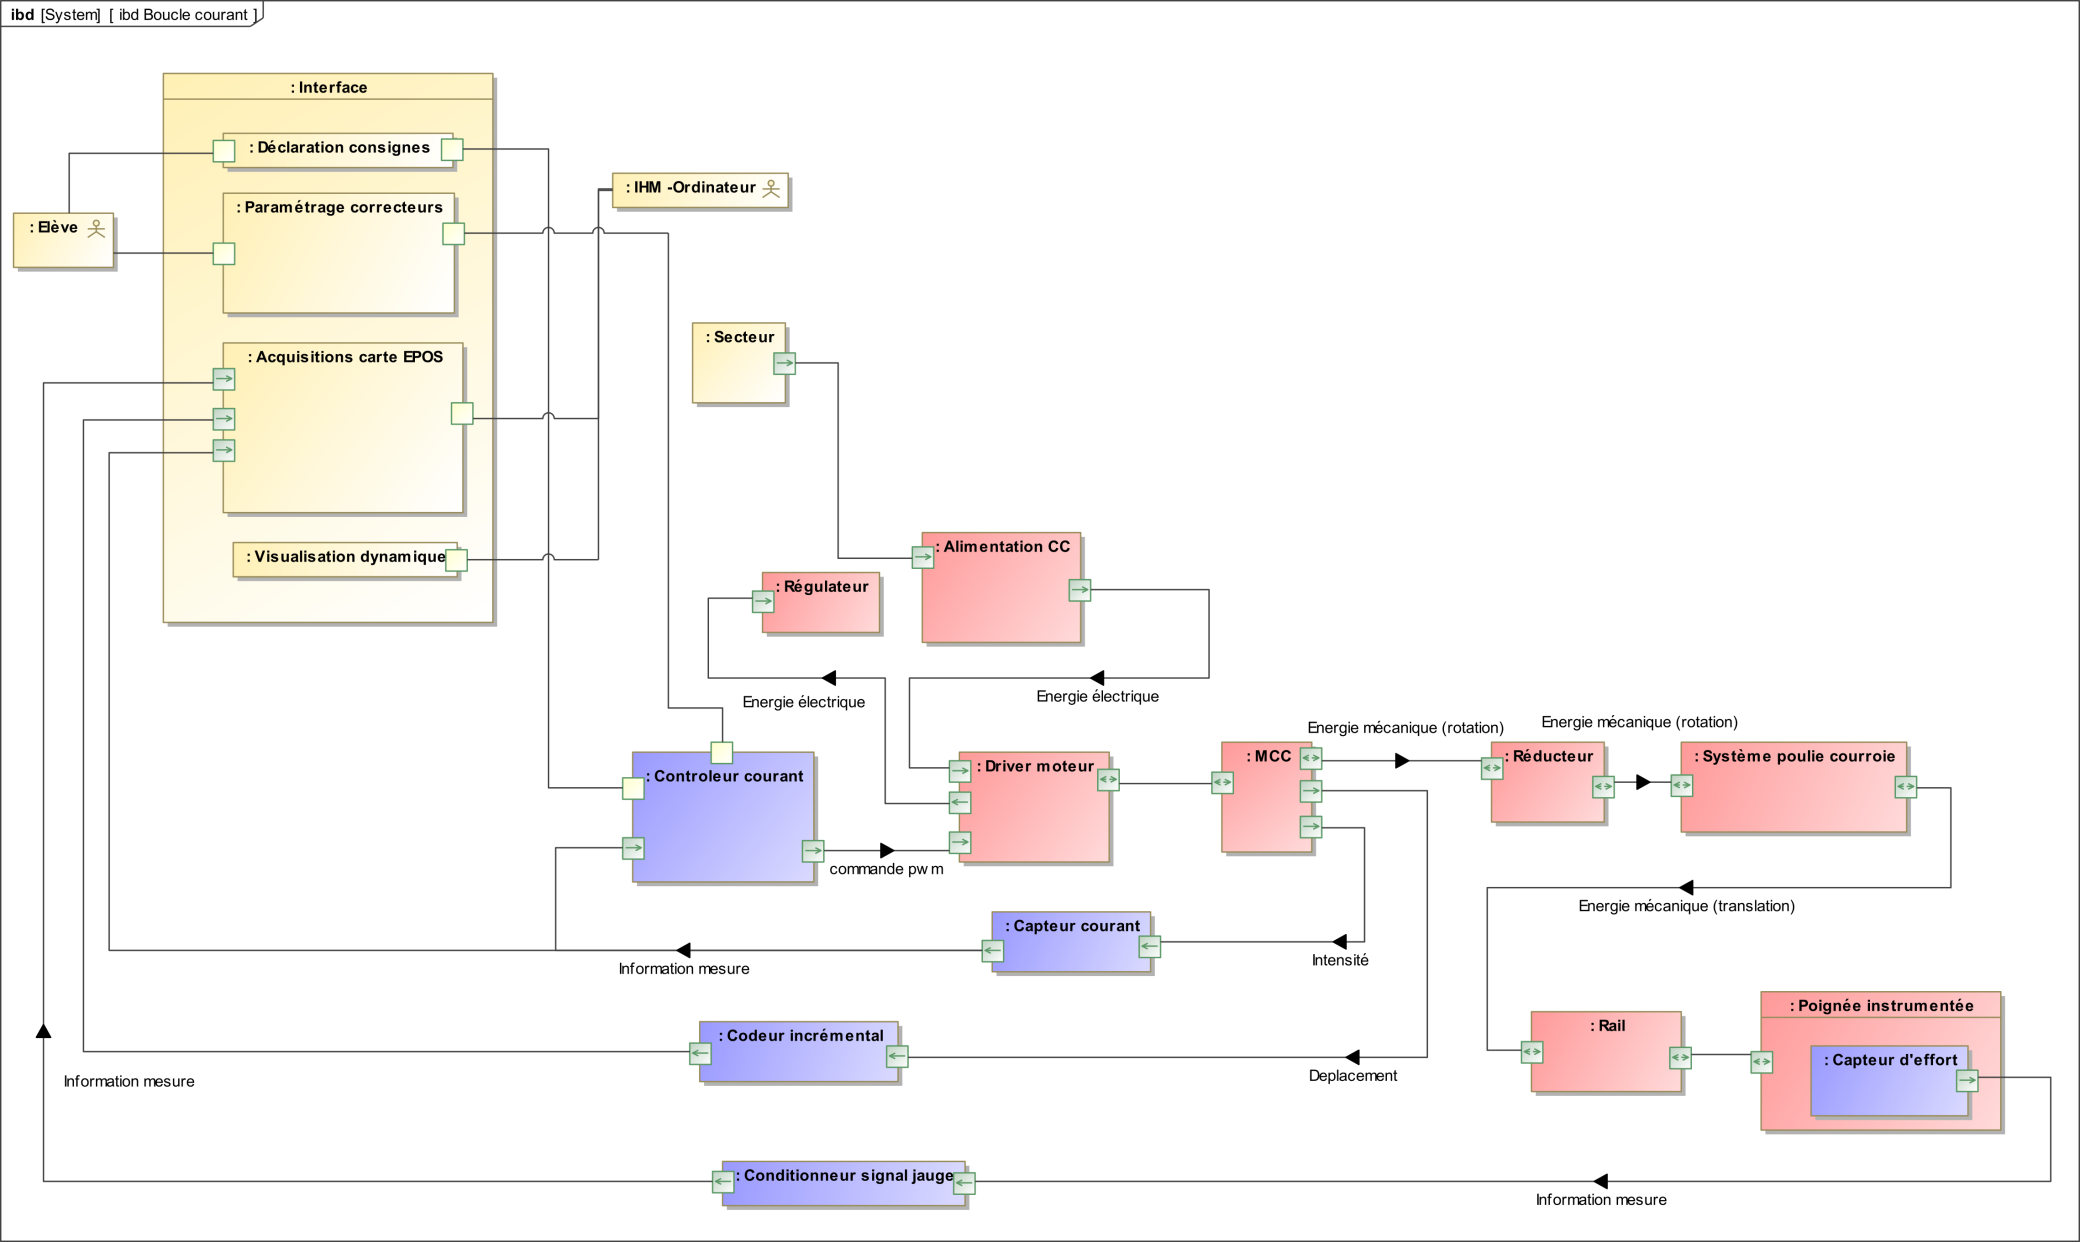 ibd [System] [ ibd Boucle courant ]
: Interface
: Déclaration consignes
: IHM -Ordinateur
: Paramétrage correcteurs
: Elève
: Secteur
: Acquisitions carte EPOS
: Visualisation dynamique
: Alimentation CC
: Régulateur
Energie électrique
Energie électrique
Energie mécanique (rotation)
Energie mécanique (rotation)
: Controleur courant
: Driver moteur
: MCC
: Réducteur
: Système poulie courroie
commande pwm
Energie mécanique (translation)
: Capteur courant
Intensité
Information mesure
: Poignée instrumentée
: Rail
: Codeur incrémental
: Capteur d'effort
Deplacement
Information mesure
: Conditionneur signal jauge
Information mesure